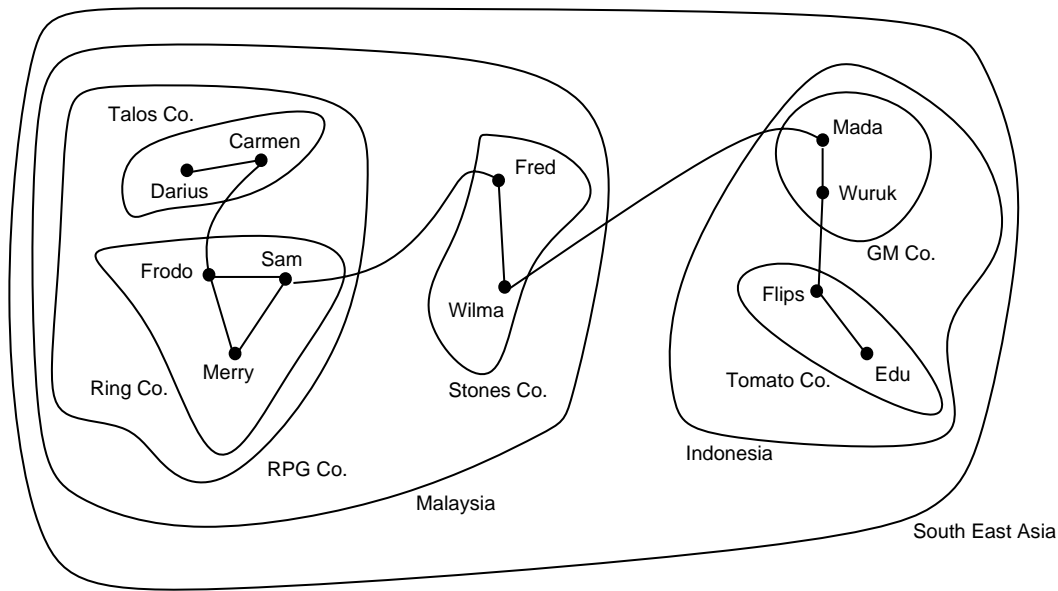 Talos Co.
Carmen
Darius
Fred
Mada
Wuruk
GM Co.
Frodo
Sam
Flips
Wilma
Merry
Edu
Ring Co.
Stones Co.
Tomato Co.
RPG Co.
Indonesia
Malaysia
South East Asia